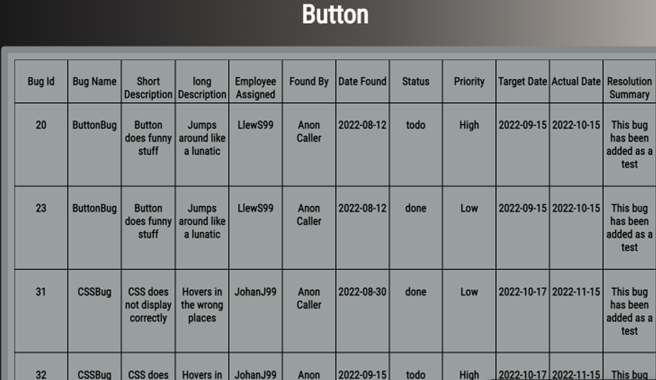 Button
Bug Id Bug Name Short Description long Description Employee Assigned Found By Date Found Status Priority Target Date Actual Date Resolution Summary
20 ButtonBug Button does funny stuff Jumps around like a lunatic LlewS99 Anon Caller 2022-08-12 todo High 2022-09-15 2022-10-15 This bug has been added as a test
23 ButtonBug Button does funny stuff Jumps around like a lunatic LlewS99 Anon Caller 2022-08-12 done Low 2022-09-15 2022-10-15 This bug has been added as a test
31 CSSBug CSS does not display correctly Hovers in the wrong places JohanJ99 Anon Caller 2022-08-30 done Low 2022-10-17 2022-11-15 This bug has been added as a test
32 CSSBug CSS does Hovers in JohanJ99 Anon 2022-09-15 todo High 2022-10-17 2022-11-15 This bug